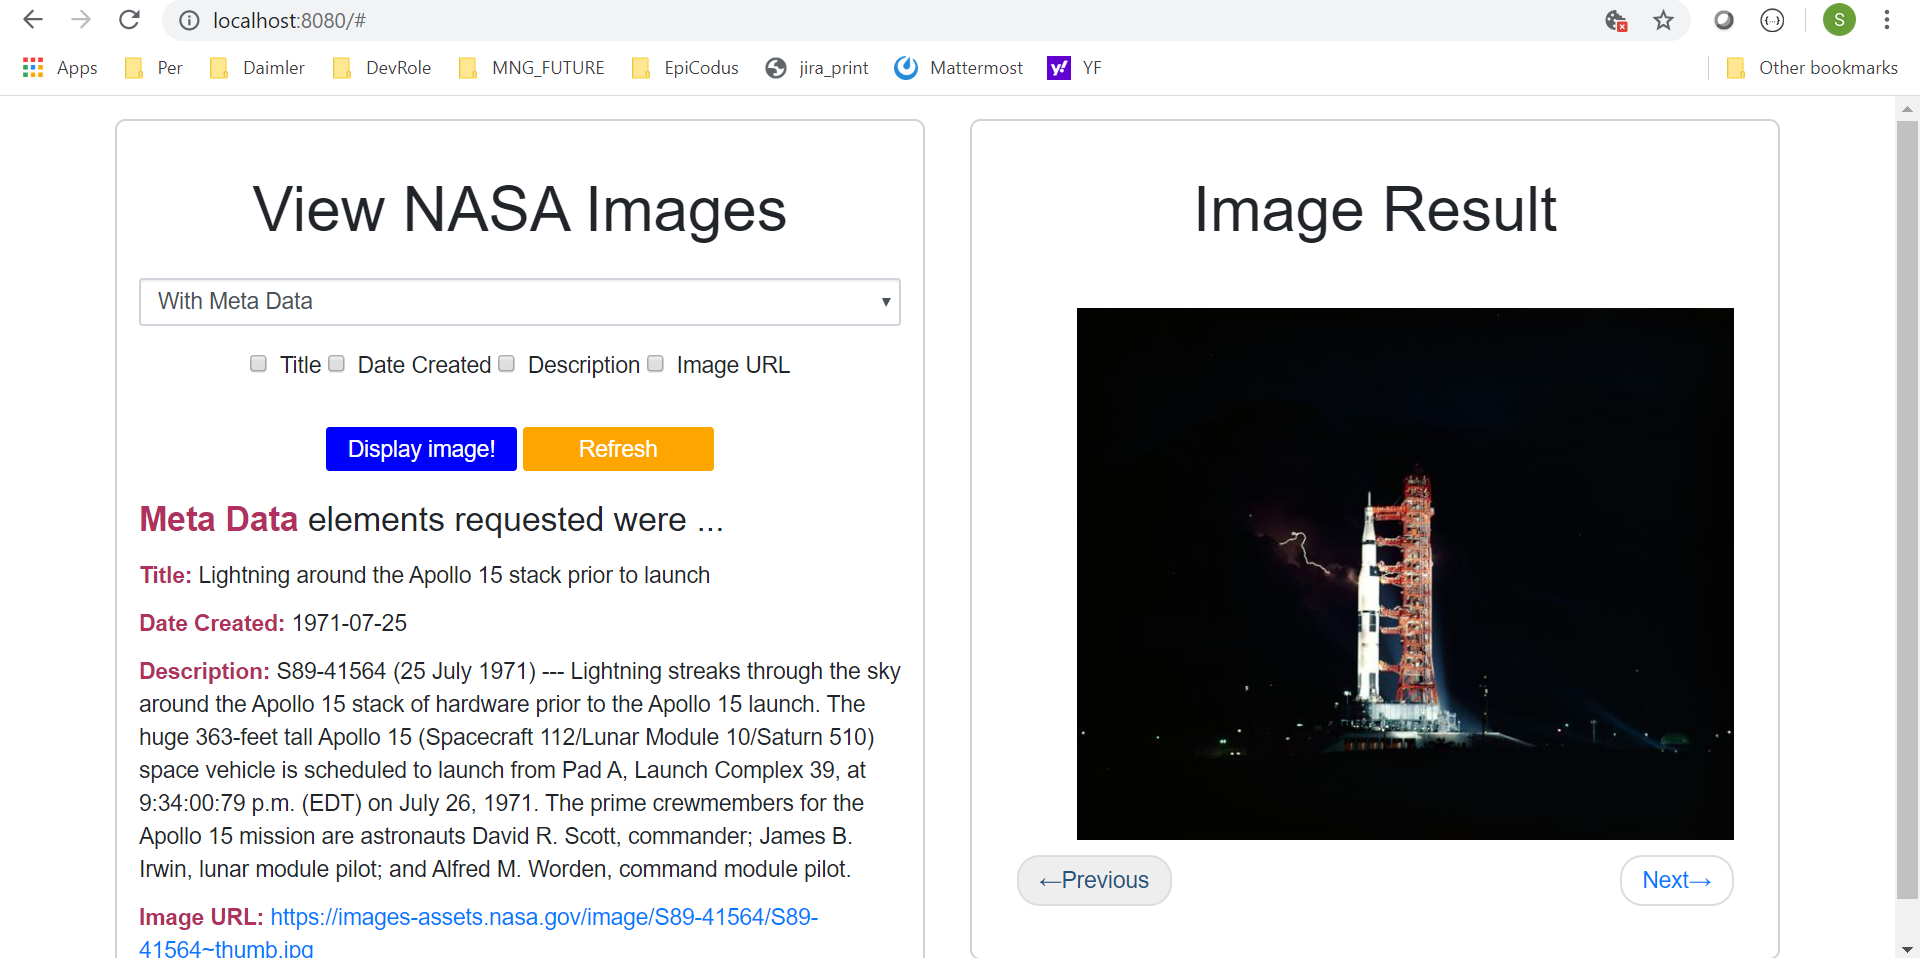 localhost:8080/#
S
Apps Per Daimler DevRole MNG_FUTURE EpiCodus jira_print Mattermost y! YF Other bookmarks
View NASA Images
With Meta Data
Title Date Created Description Image URL
Display image! Refresh
Meta Data elements requested were ...
Title: Lightning around the Apollo 15 stack prior to launch
Date Created: 1971-07-25
Description: S89-41564 (25 July 1971) --- Lightning streaks through the sky
around the Apollo 15 stack of hardware prior to the Apollo 15 launch. The
huge 363-feet tall Apollo 15 (Spacecraft 112/Lunar Module 10/Saturn 510)
space vehicle is scheduled to launch from Pad A, Launch Complex 39, at
9:34:00:79 p.m. (EDT) on July 26, 1971. The prime crewmembers for the
Apollo 15 mission are astronauts David R. Scott, commander; James B.
Irwin, lunar module pilot; and Alfred M. Worden, command module pilot.
Image URL: https://images-assets.nasa.gov/image/S89-41564/S89-
41564~thumb.jpg
Image Result
←Previous
Next→